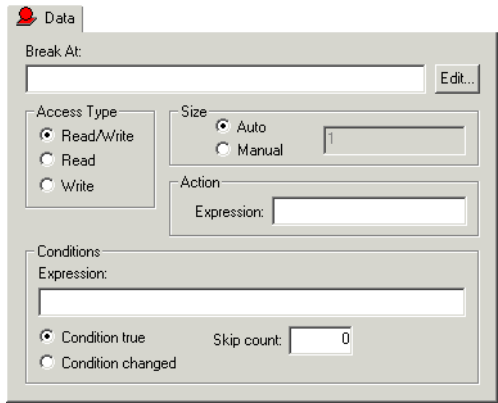 Data
Break At:
Edit...
Access Type
Read/Write
Read
Write
Size
Auto
Manual
1
Action
Expression:
Conditions
Expression:
Condition true
Condition changed
Skip count: 0